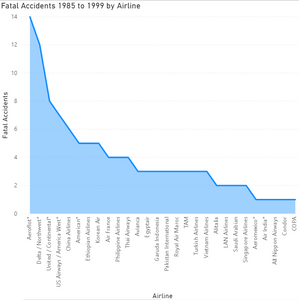 Fatal Accidents 1985 to 1999 by Airline
14
12
10
8
6
4
2
0
Fatal Accidents
Aeroflot*
Delta / Northwest*
United / Continental*
US Airways / America West*
China Airlines
American*
Ethiopian Airlines
Korean Air
Air France
Philippine Airlines
Thai Airways
Avianca
Egyptair
Garuda Indonesia
Pakistan International
Royal Air Maroc
TAM
Turkish Airlines
Vietnam Airlines
Alitalia
LAN Airlines
Saudi Arabian
Singapore Airlines
Aeromexico*
Air India*
All Nippon Airways
Condor
COPA
Airline